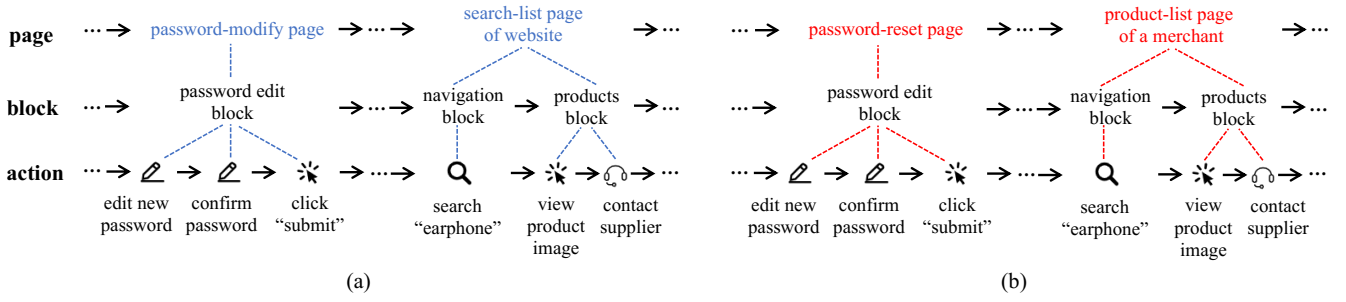 page
··· password-modify page ··· search-list page
of website ···
··· password-reset page ··· product-list page
of a merchant ···
block
··· password edit
block ··· navigation
block products
block ···
··· password edit
block ··· navigation
block products
block ···
action
··· ··· ···
edit new
password
confirm
password
click
“submit”
search
“earphone”
view
product
image
contact
supplier
··· ··· ···
edit new
password
confirm
password
click
“submit”
search
“earphone”
view
product
image
contact
supplier
(a)
(b)